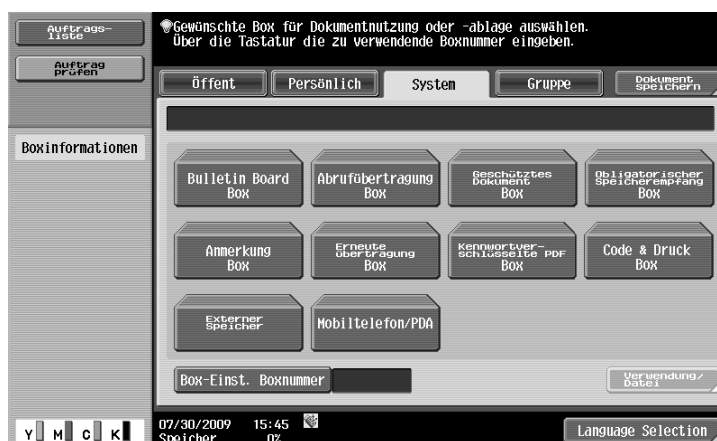 Auftrags-
liste
Auftrag
prüfen
Boxinformationen
Gewünschte Box für Dokumentnutzung oder -ablage auswählen.
Über die Tastatur die zu verwendende Boxnummer eingeben.
Öffent
Persönlich
System
Gruppe
Dokument
speichern
Bulletin Board
Box
Abrufübertragung
Box
Geschütztes
Dokument
Box
Obligatorischer
Speicherempfang
Box
Anmerkung
Box
Erneute
übertragung
Box
Kennwortver-
schlüsselte PDF
Box
Code & Druck
Box
Externer
Speicher
Mobiltelefon/PDA
Box-Einst. Boxnummer
Verwendung/
Datei
Y M C K
07/30/2009 15:45
Speicher 0%
Language Selection